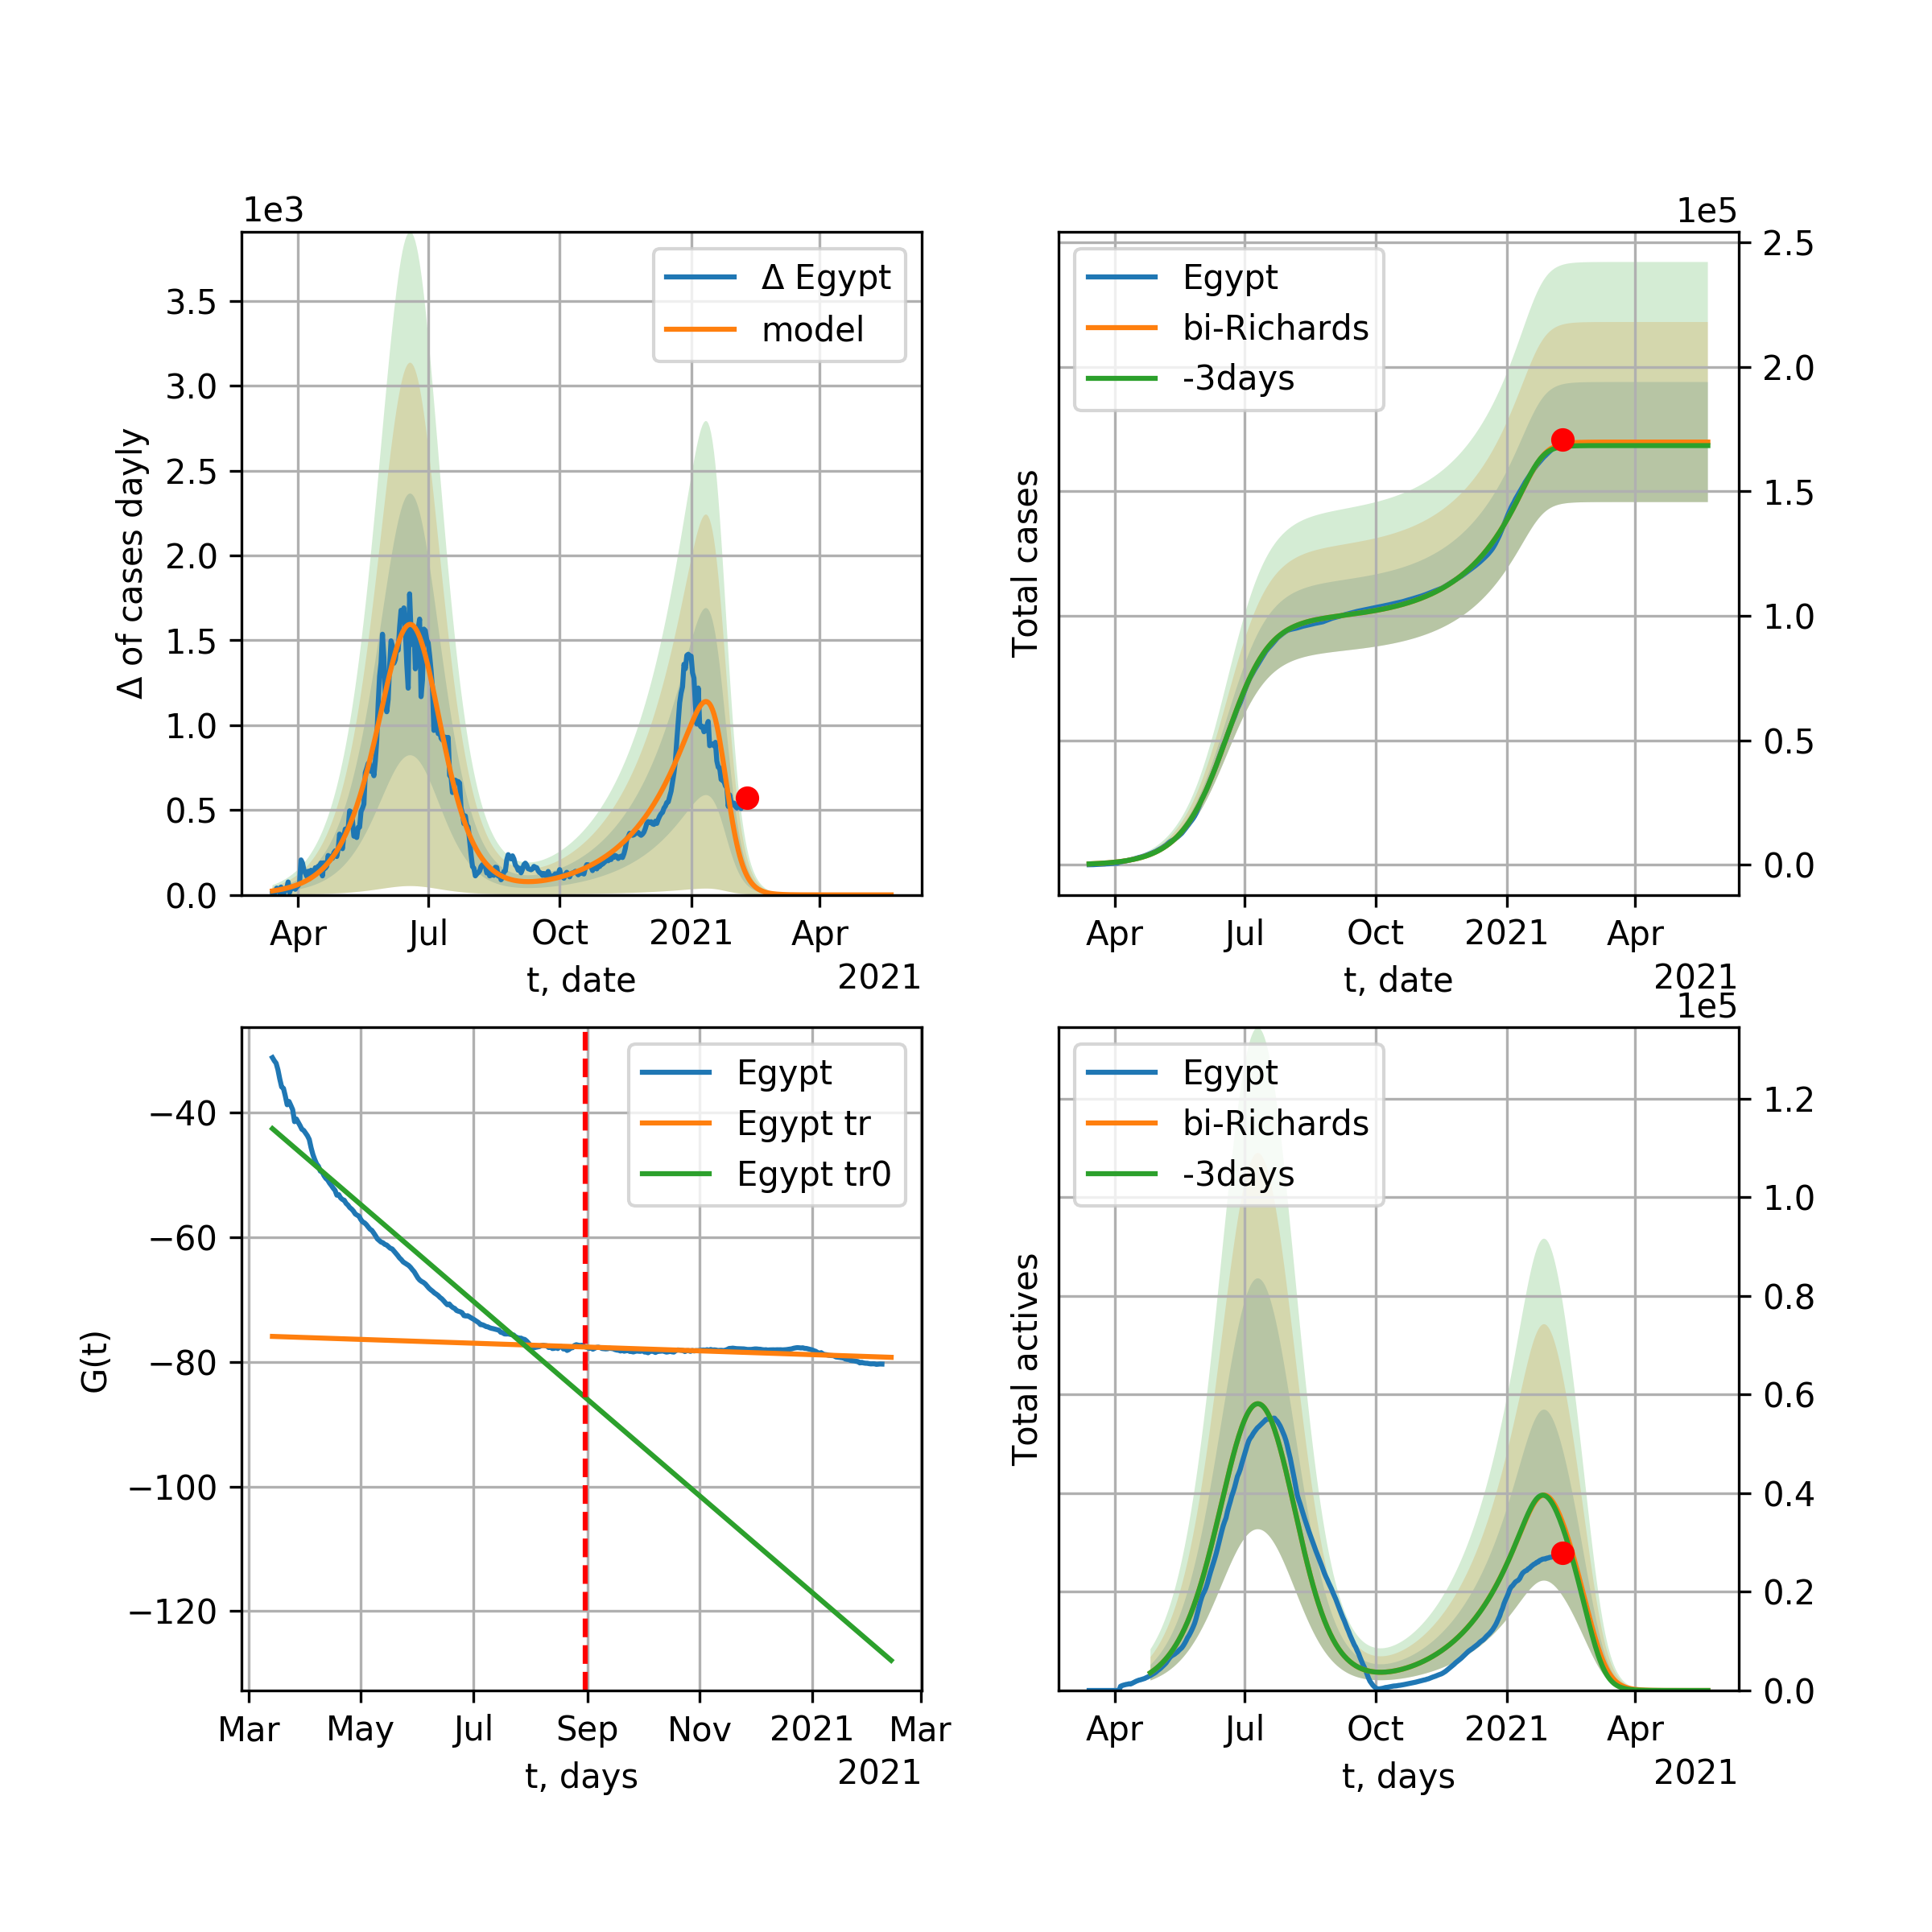 1e3
Δ of cases dayly
3.5
3.0
2.5
2.0
1.5
1.0
0.5
0.0
Δ Egypt
model
Apr Jul Oct 2021 Apr
t, date
2021
1e5
Total cases
Egypt
bi-Richards
-3days
2.5
2.0
1.5
1.0
0.5
0.0
Apr Jul Oct 2021 Apr
t, date
2021
G(t)
−40
−60
−80
−100
−120
Egypt
Egypt tr
Egypt tr0
Mar May Jul Sep Nov 2021 Mar
t, days
2021
1e5
Total actives
Egypt
bi-Richards
-3days
1.2
1.0
0.8
0.6
0.4
0.2
0.0
Apr Jul Oct 2021 Apr
t, days
2021